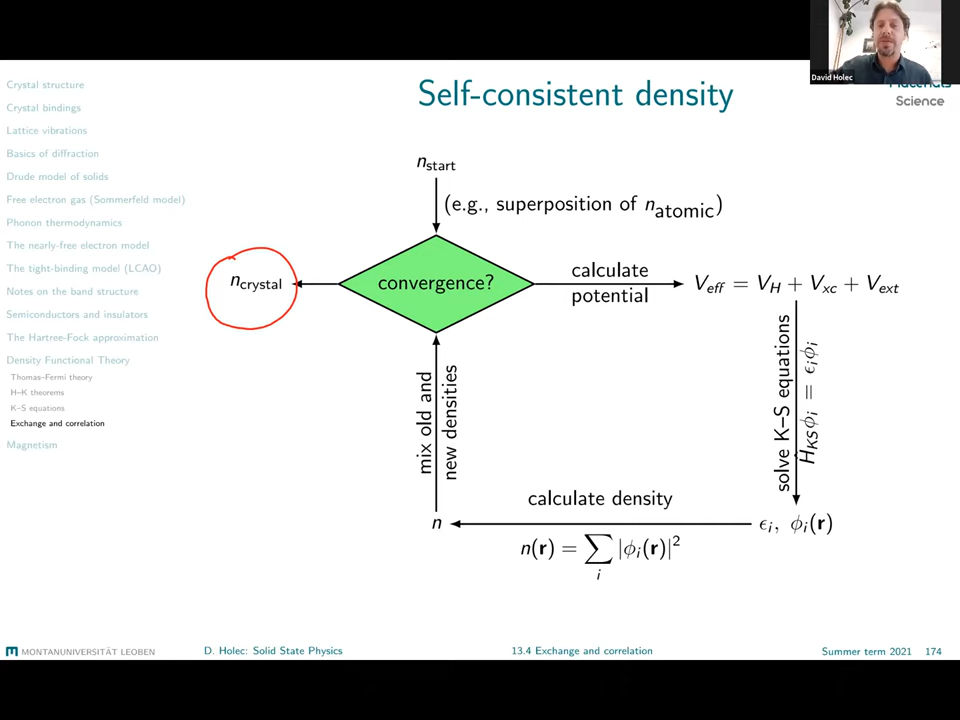 David Holec
Materials
Science
Crystal structure
Crystal bindings
Lattice vibrations
Basics of diffraction
Drude model of solids
Free electron gas (Sommerfeld model)
Phonon thermodynamics
The nearly-free electron model
The tight-binding model (LCAO)
Notes on the band structure
Semiconductors and insulators
The Hartree-Fock approximation
Density Functional Theory
Thomas–Fermi theory
H–K theorems
K–S equations
Exchange and correlation
Magnetism
Self-consistent density
n_start
(e.g., superposition of n_atomic)
n_crystal
convergence?
calculate
potential
V_eff = V_H + V_xc + V_ext
solve K–S equations
Ĥ_KS ϕ_i = ϵ_i ϕ_i
mix old and
new densities
calculate density
n
ϵ_i, ϕ_i(r)
n(r) = ∑_i |ϕ_i(r)|²
MONTANUNIVERSITÄT LEOBEN
D. Holec: Solid State Physics
13.4 Exchange and correlation
Summer term 2021 174